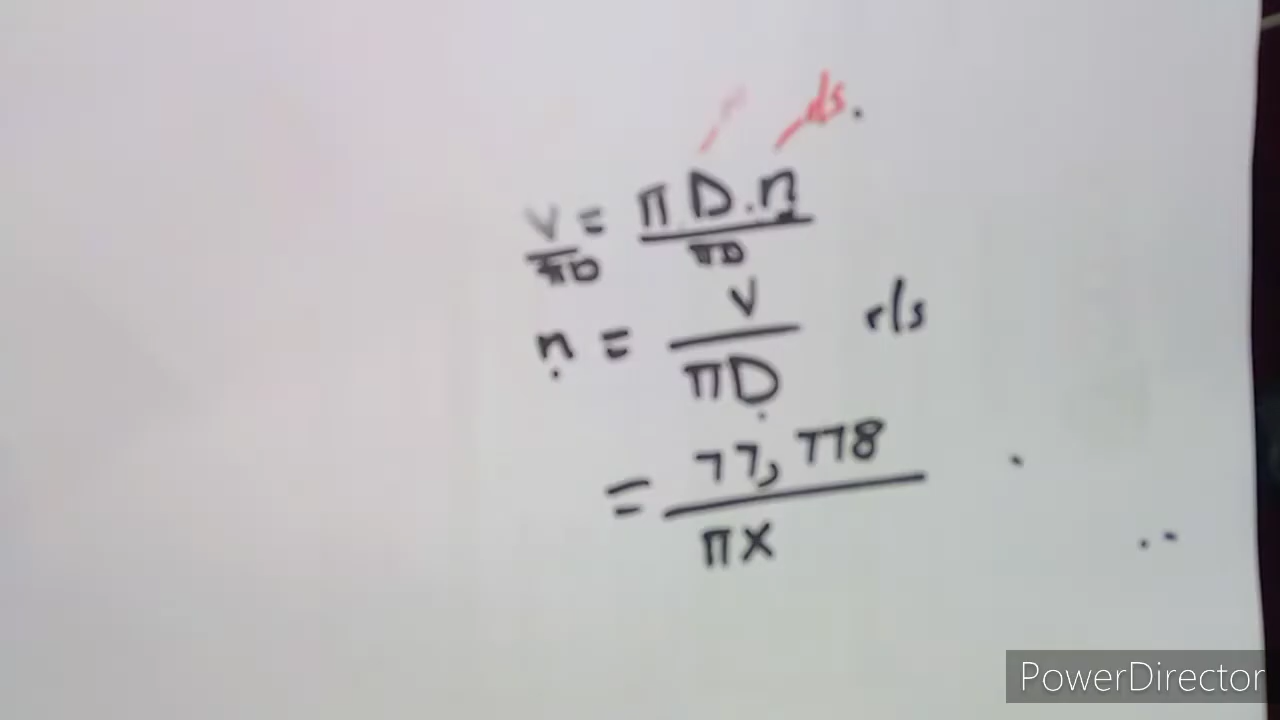 r/s.
V/πD = π D . n/πD
n = V/πD r/s
= 77,778/π×
PowerDirector